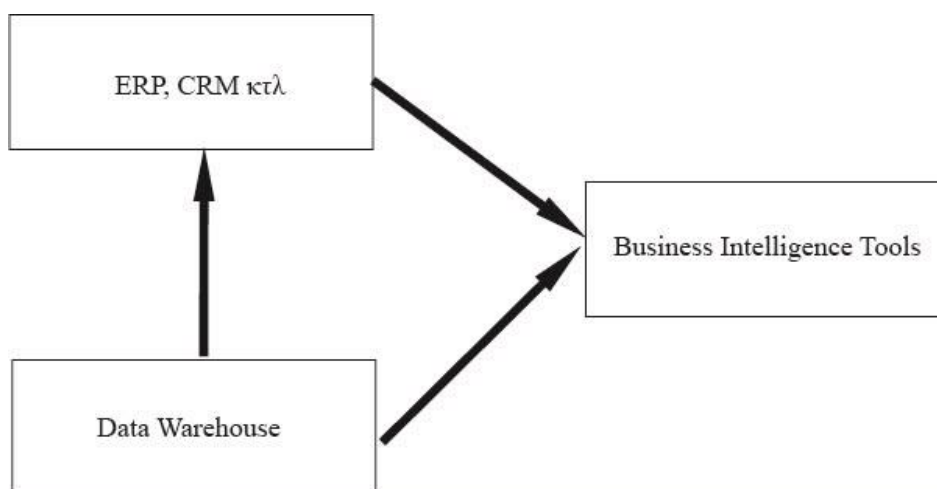 ERP, CRM κτλ
Business Intelligence Tools
Data Warehouse